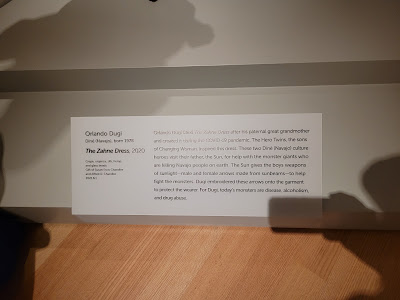 Orlando Dugi
Diné (Navajo), born 1978
The Zahne Dress, 2020
Orlando Dugi titled The Zahne Dress after his paternal great grandmother
and created it during the COVID-19 pandemic. The Hero Twins, the sons
of Changing Woman, inspired this dress. These two Diné (Navajo) culture
heroes visit their father, the Sun, for help with the monster giants who
are killing Navajo people on earth. The Sun gives the boys weapons
of sunlight—male and female arrows made from sunbeams—to help
fight the monsters. Dugi embroidered these arrows onto the garment
to protect the wearer. For Dugi, today's monsters are disease, alcoholism,
and drug abuse.